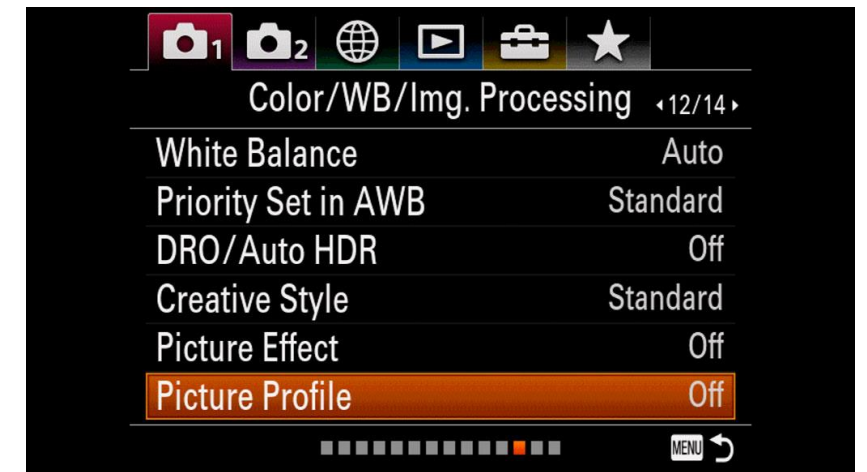 1 2
Color/WB/Img. Processing 12/14
White Balance Auto
Priority Set in AWB Standard
DRO/Auto HDR Off
Creative Style Standard
Picture Effect Off
Picture Profile Off
MENU